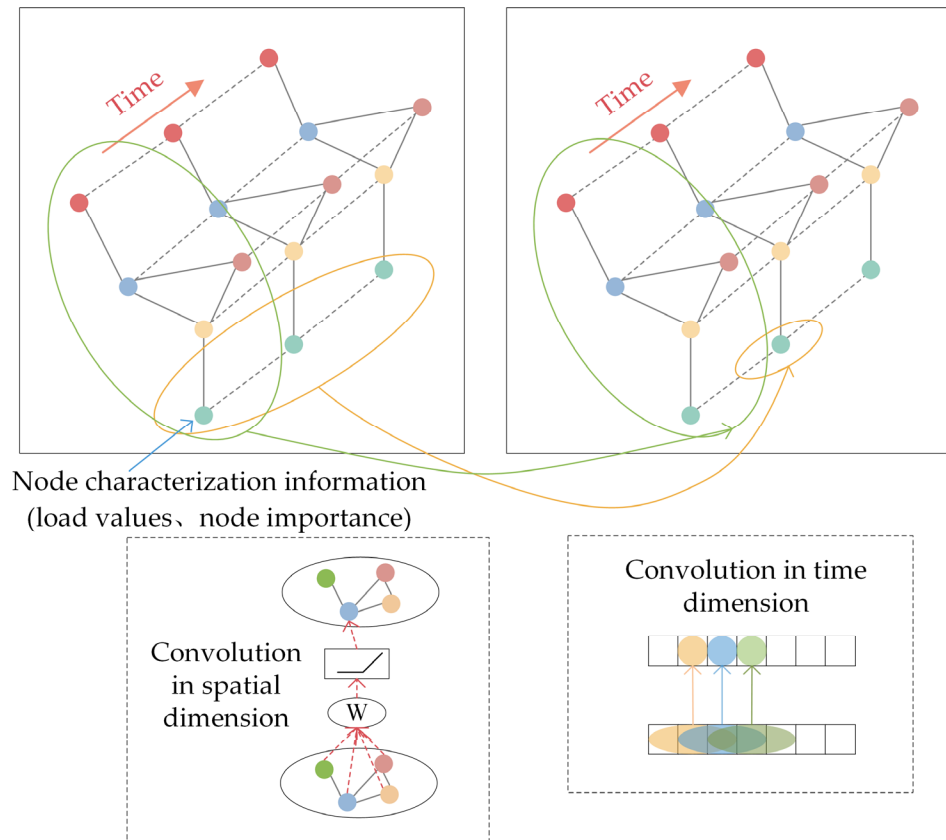 Time
Time
Node characterization information
(load values、node importance)
Convolution
in spatial
dimension
W
Convolution in time
dimension